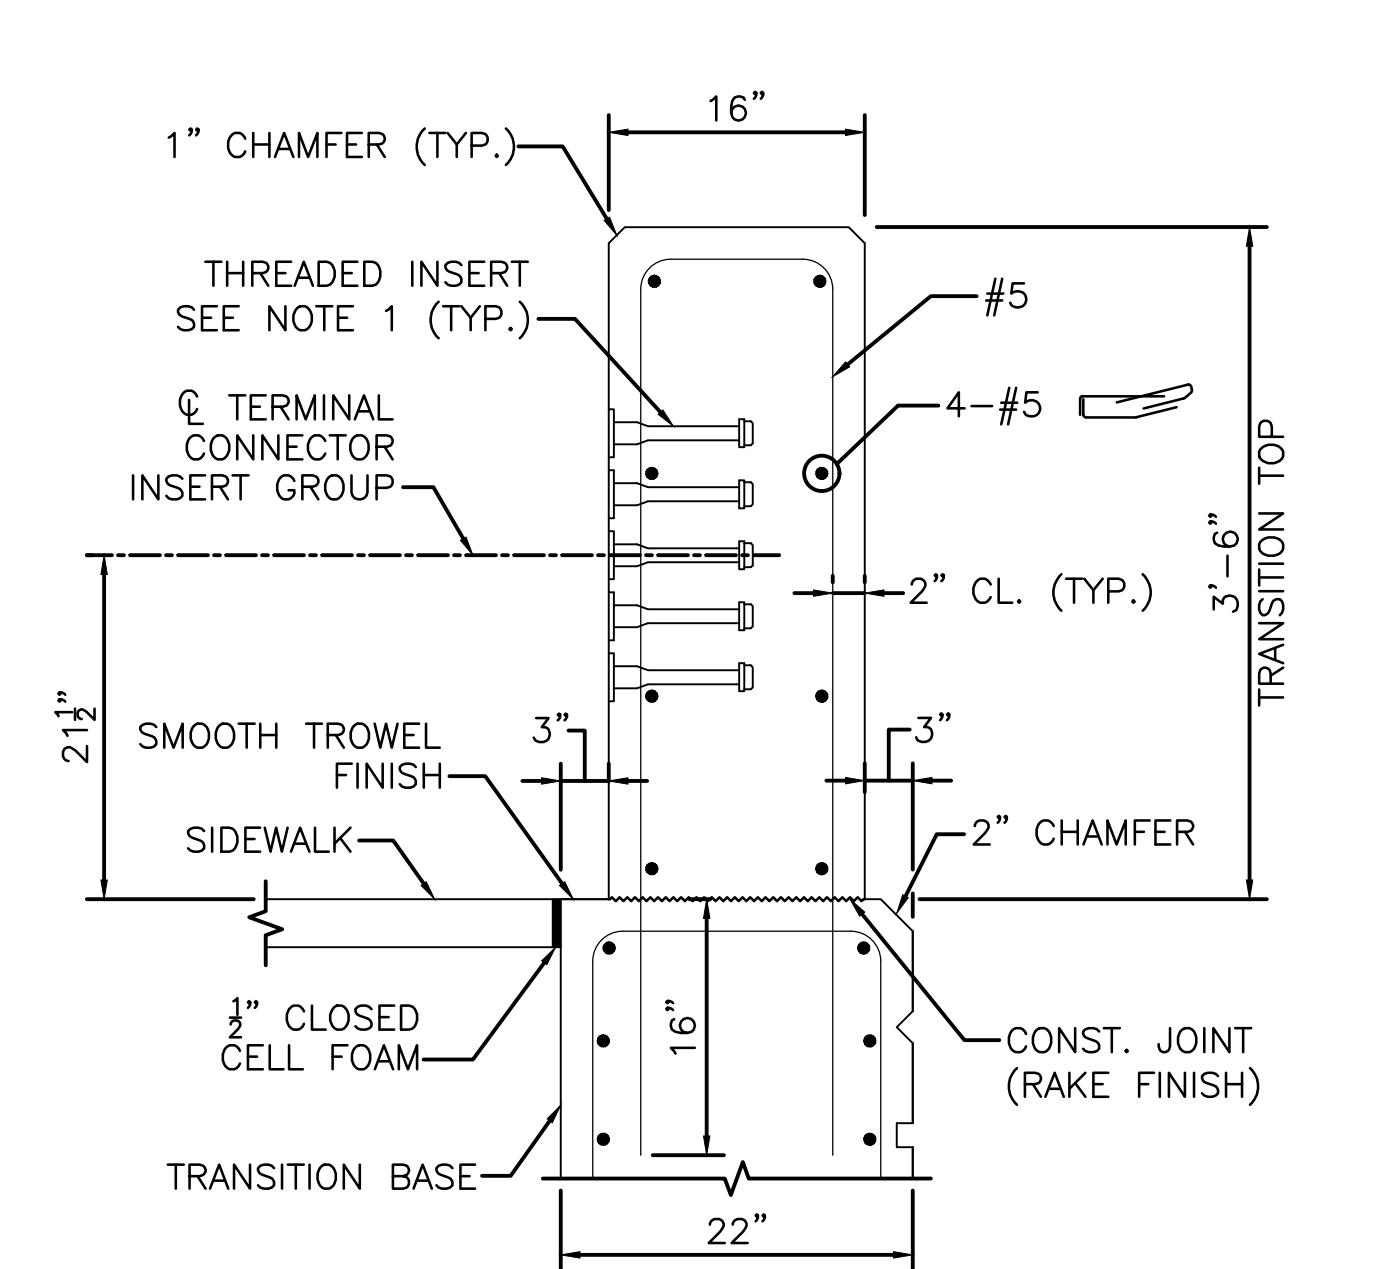 16”
1” CHAMFER (TYP.)
THREADED INSERT
SEE NOTE 1 (TYP.)
#5
℄ TERMINAL
CONNECTOR
INSERT GROUP
4-#5
3'-6”
TRANSITION TOP
2” CL. (TYP.)
21½”
SMOOTH TROWEL
FINISH
3”
3”
SIDEWALK
2” CHAMFER
½” CLOSED
CELL FOAM
16”
CONST. JOINT
(RAKE FINISH)
TRANSITION BASE
22”